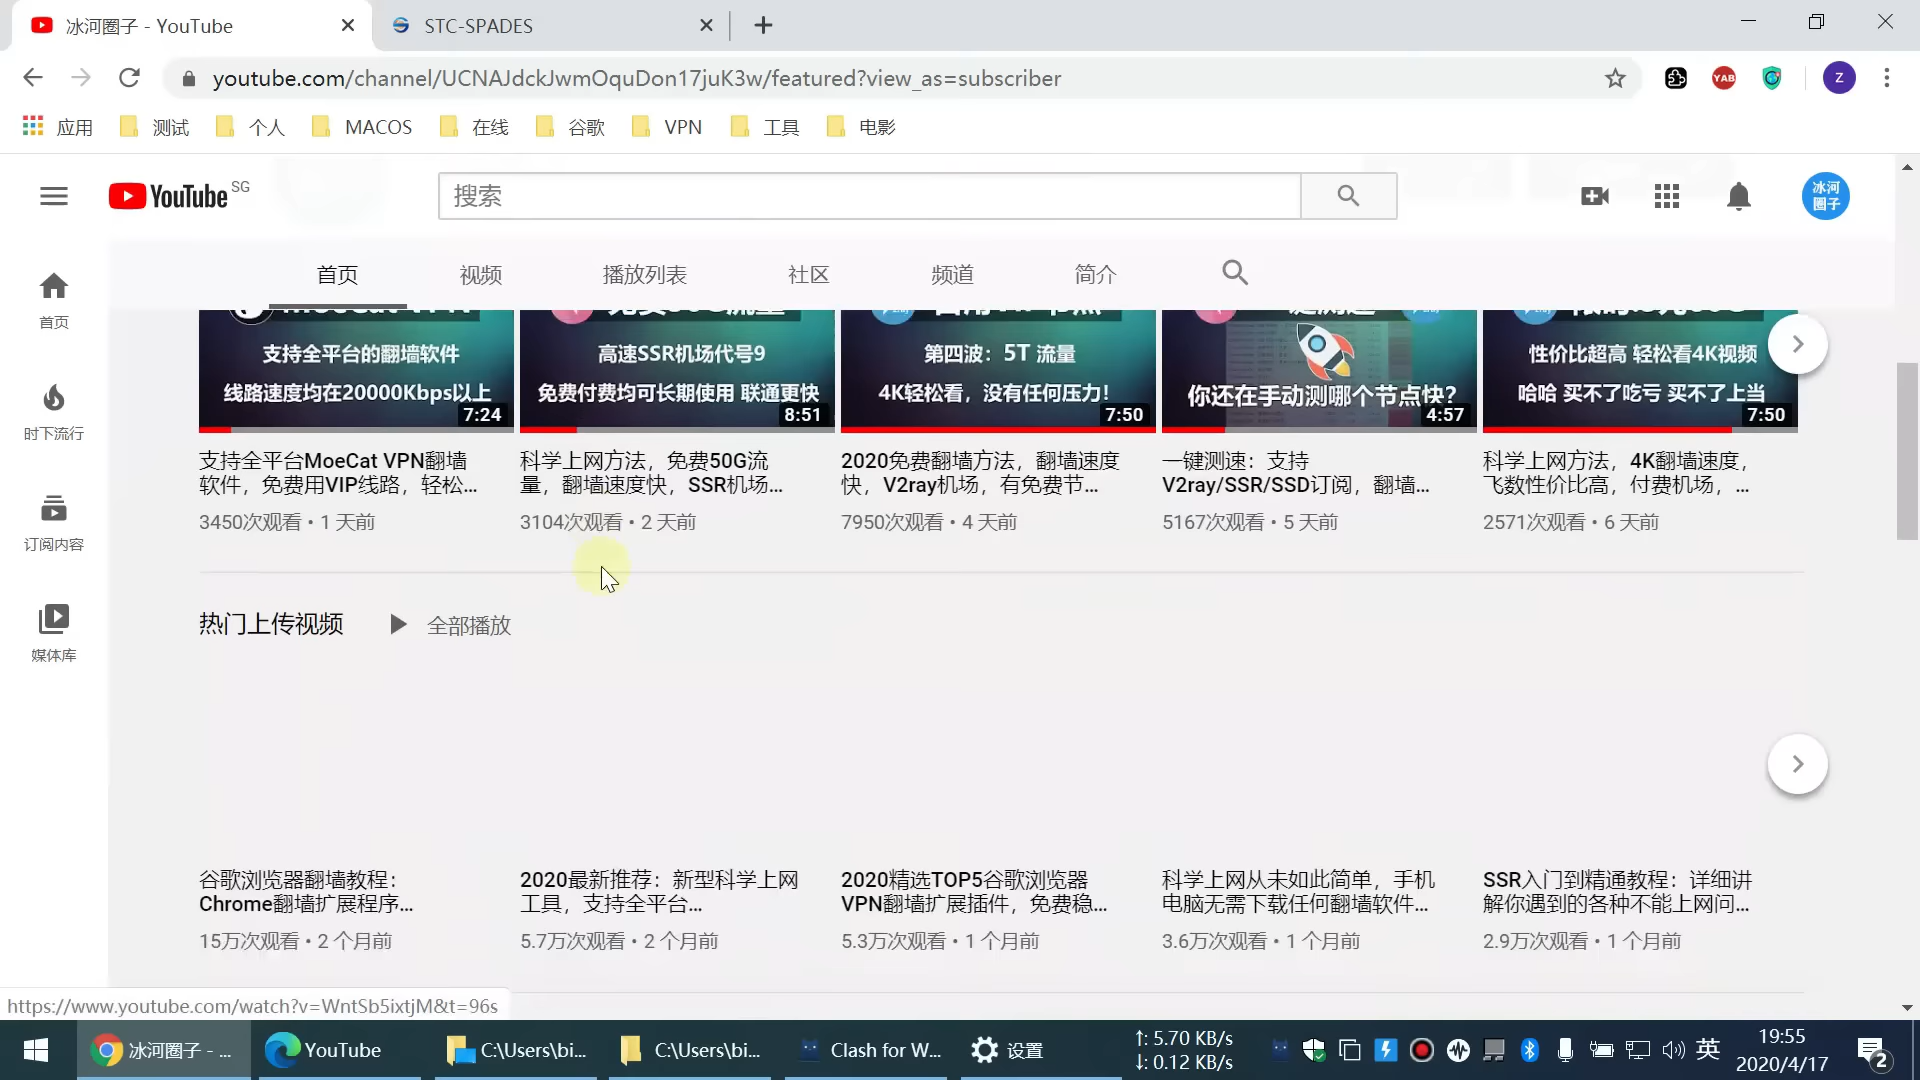 冰河圈子 - YouTube
STC-SPADES
youtube.com/channel/UCNAJdckJwmOquDon17juK3w/featured?view_as=subscriber
YAB
Z
应用
测试
个人
MACOS
在线
谷歌
VPN
工具
电影
YouTube SG
搜索
冰河
圈子
首页
视频
播放列表
社区
频道
简介
首页
时下流行
订阅内容
媒体库
MoeCat VPN
支持全平台的翻墙软件
线路速度均在20000Kbps以上
7:24
高速SSR机场代号9
免费付费均可长期使用 联通更快
8:51
第四波：5T 流量
4K轻松看，没有任何压力！
7:50
你还在手动测哪个节点快？
4:57
性价比超高 轻松看4K视频
哈哈 买不了吃亏 买不了上当
7:50
支持全平台MoeCat VPN翻墙
软件，免费用VIP线路，轻松...
3450次观看 • 1 天前
科学上网方法，免费50G流
量，翻墙速度快，SSR机场...
3104次观看 • 2 天前
2020免费翻墙方法，翻墙速度
快，V2ray机场，有免费节...
7950次观看 • 4 天前
一键测速：支持
V2ray/SSR/SSD订阅，翻墙...
5167次观看 • 5 天前
科学上网方法，4K翻墙速度，
飞数性价比高，付费机场，...
2571次观看 • 6 天前
热门上传视频
全部播放
谷歌浏览器翻墙教程：
Chrome翻墙扩展程序...
15万次观看 • 2 个月前
2020最新推荐：新型科学上网
工具，支持全平台...
5.7万次观看 • 2 个月前
2020精选TOP5谷歌浏览器
VPN翻墙扩展插件，免费稳...
5.3万次观看 • 1 个月前
科学上网从未如此简单，手机
电脑无需下载任何翻墙软件...
3.6万次观看 • 1 个月前
SSR入门到精通教程：详细讲
解你遇到的各种不能上网问...
2.9万次观看 • 1 个月前
https://www.youtube.com/watch?v=WntSb5ixtjM&t=96s
冰河圈子 - ...
YouTube
C:\Users\bi...
C:\Users\bi...
Clash for W...
设置
↑: 5.70 KB/s
↓: 0.12 KB/s
英
19:55
2020/4/17
2